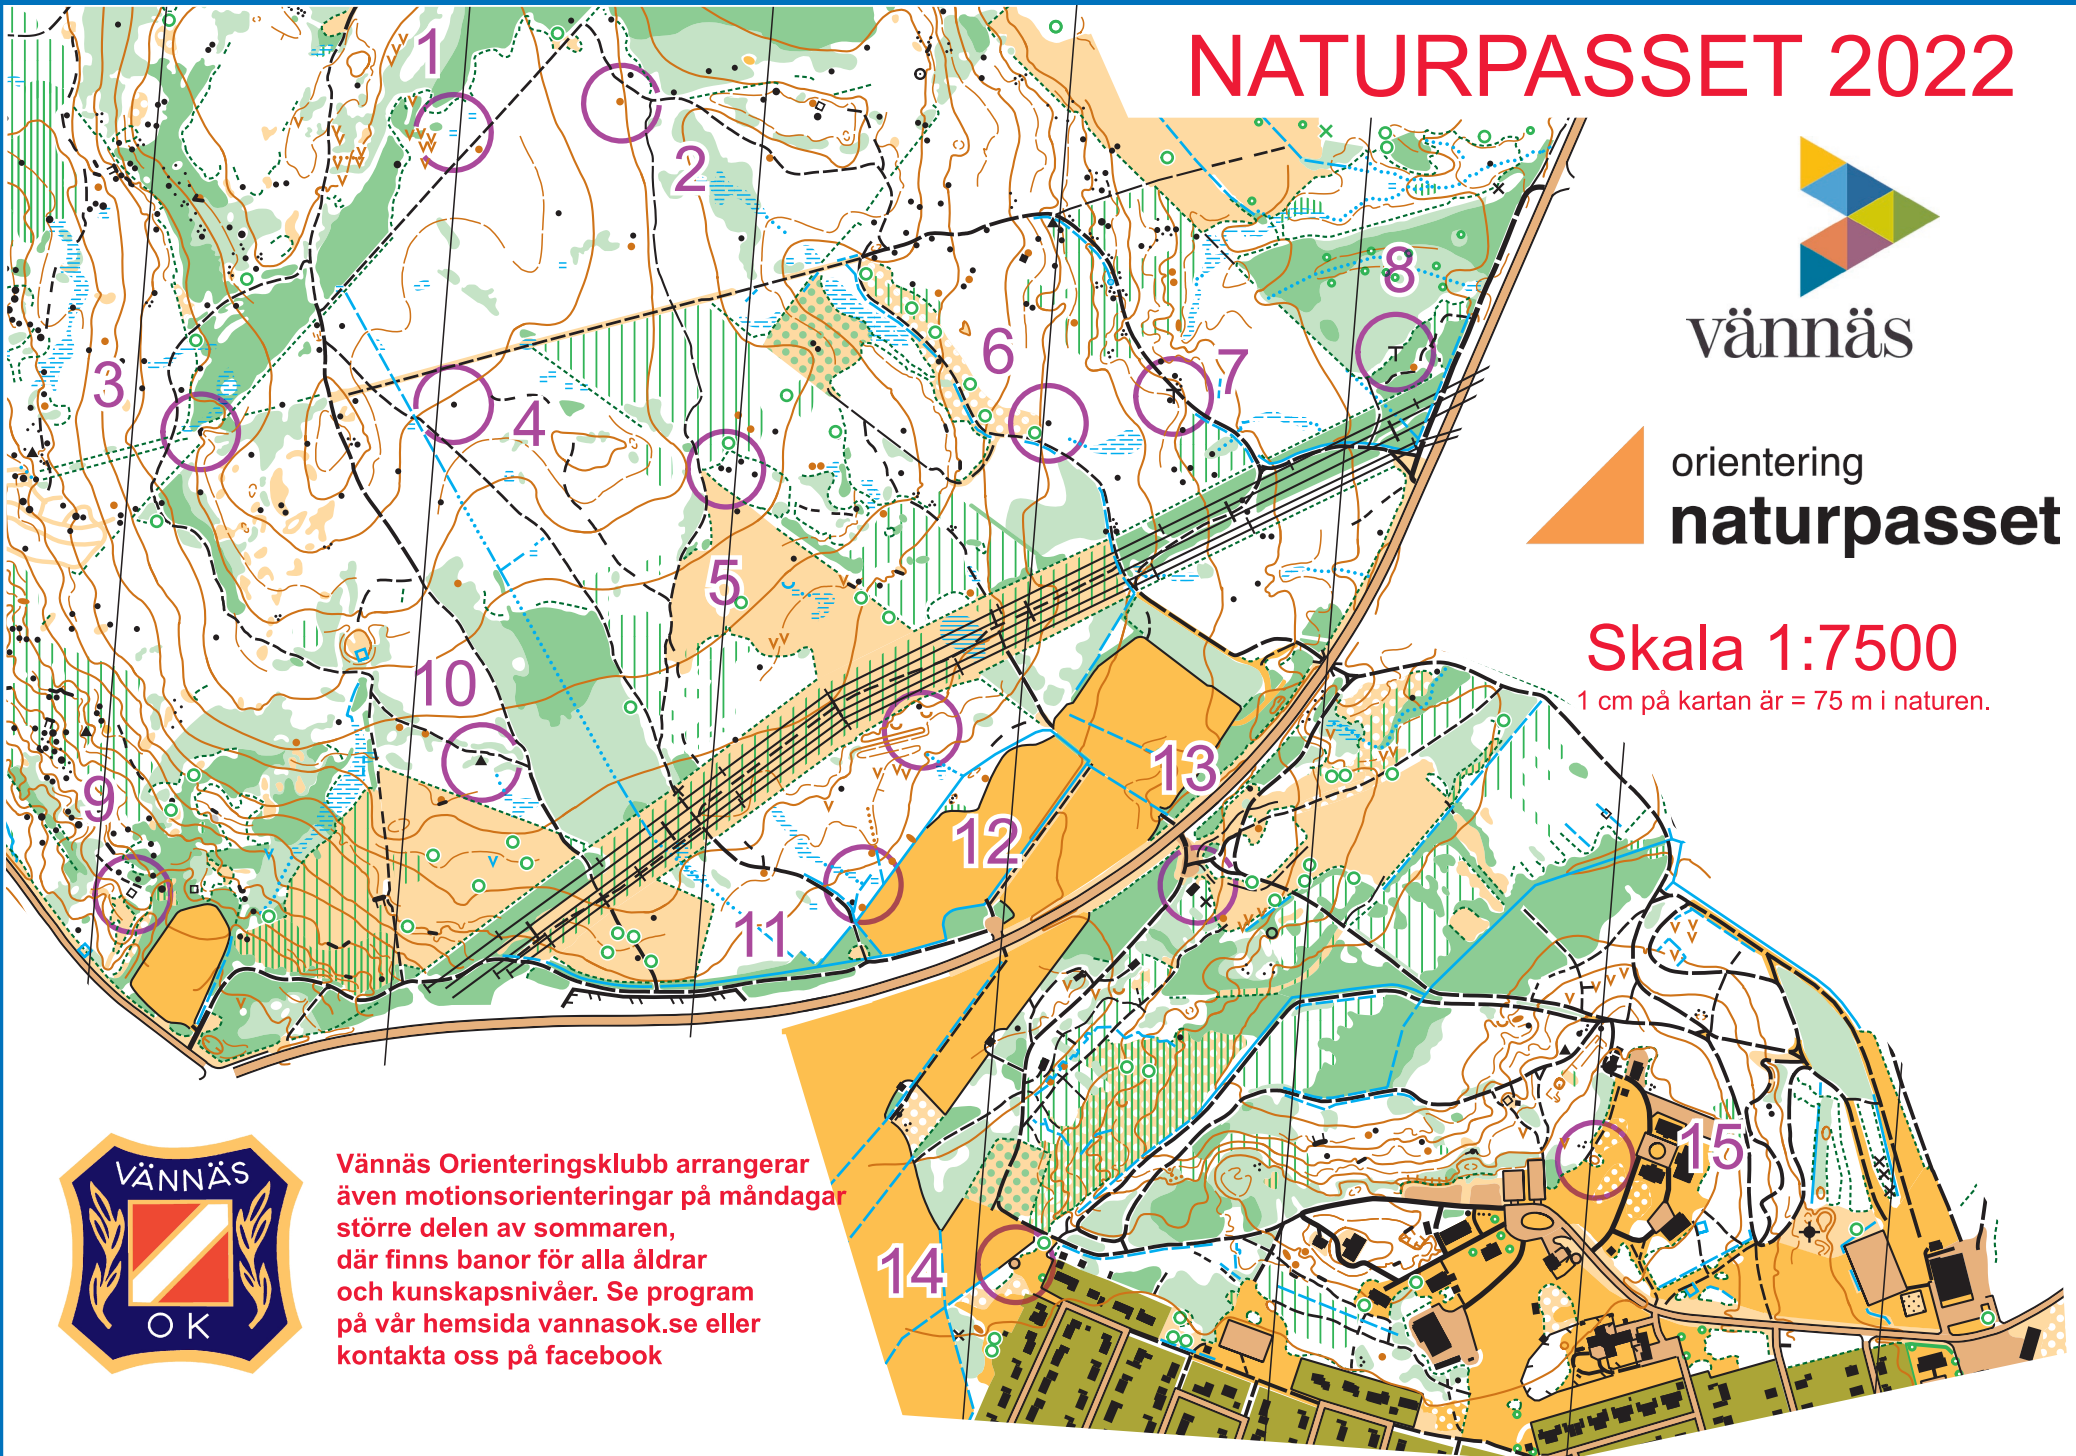 NATURPASSET 2022
vännäs
orientering
naturpasset
Skala 1:7500
1 cm på kartan är = 75 m i naturen.
1
2
3
4
5
6
7
8
9
10
11
12
13
14
15
VÄNNÄS
OK
Vännäs Orienteringsklubb arrangerar
även motionsorienteringar på måndagar
större delen av sommaren,
där finns banor för alla åldrar
och kunskapsnivåer. Se program
på vår hemsida vannasok.se eller
kontakta oss på facebook